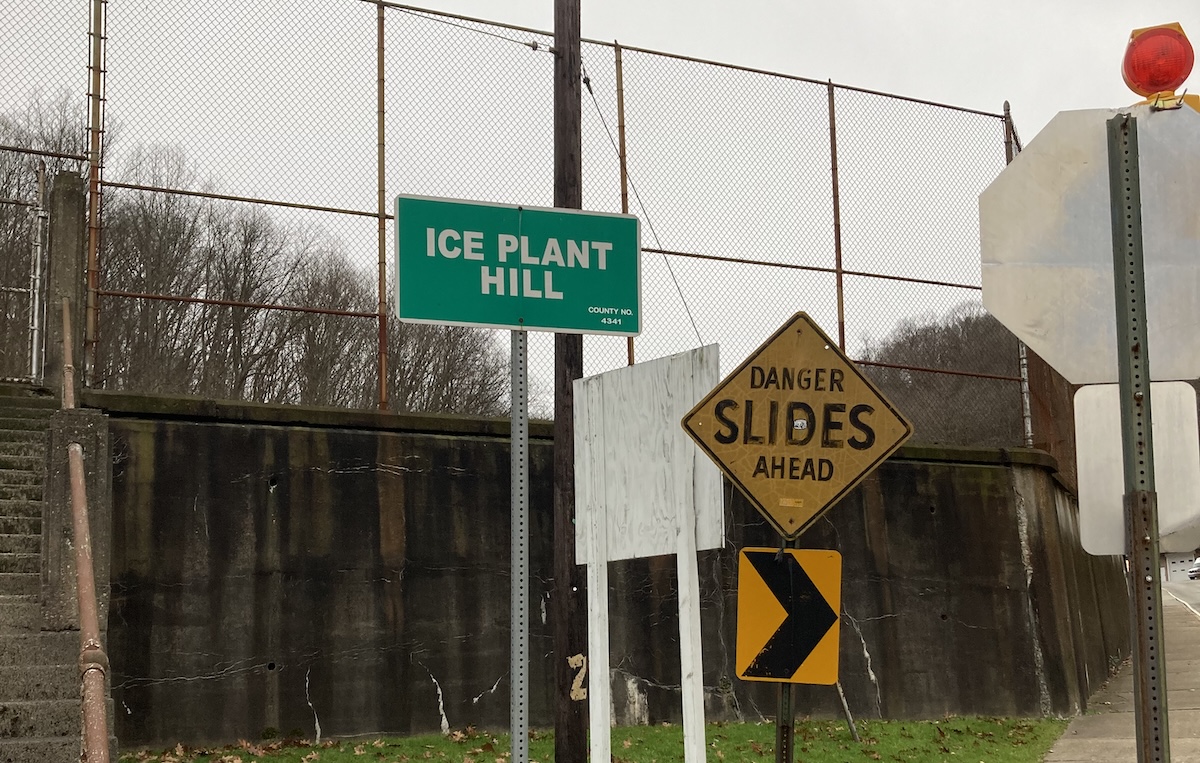 ICE PLANT
HILL
COUNTY NO.
4341
DANGER
SLIDES
AHEAD
2